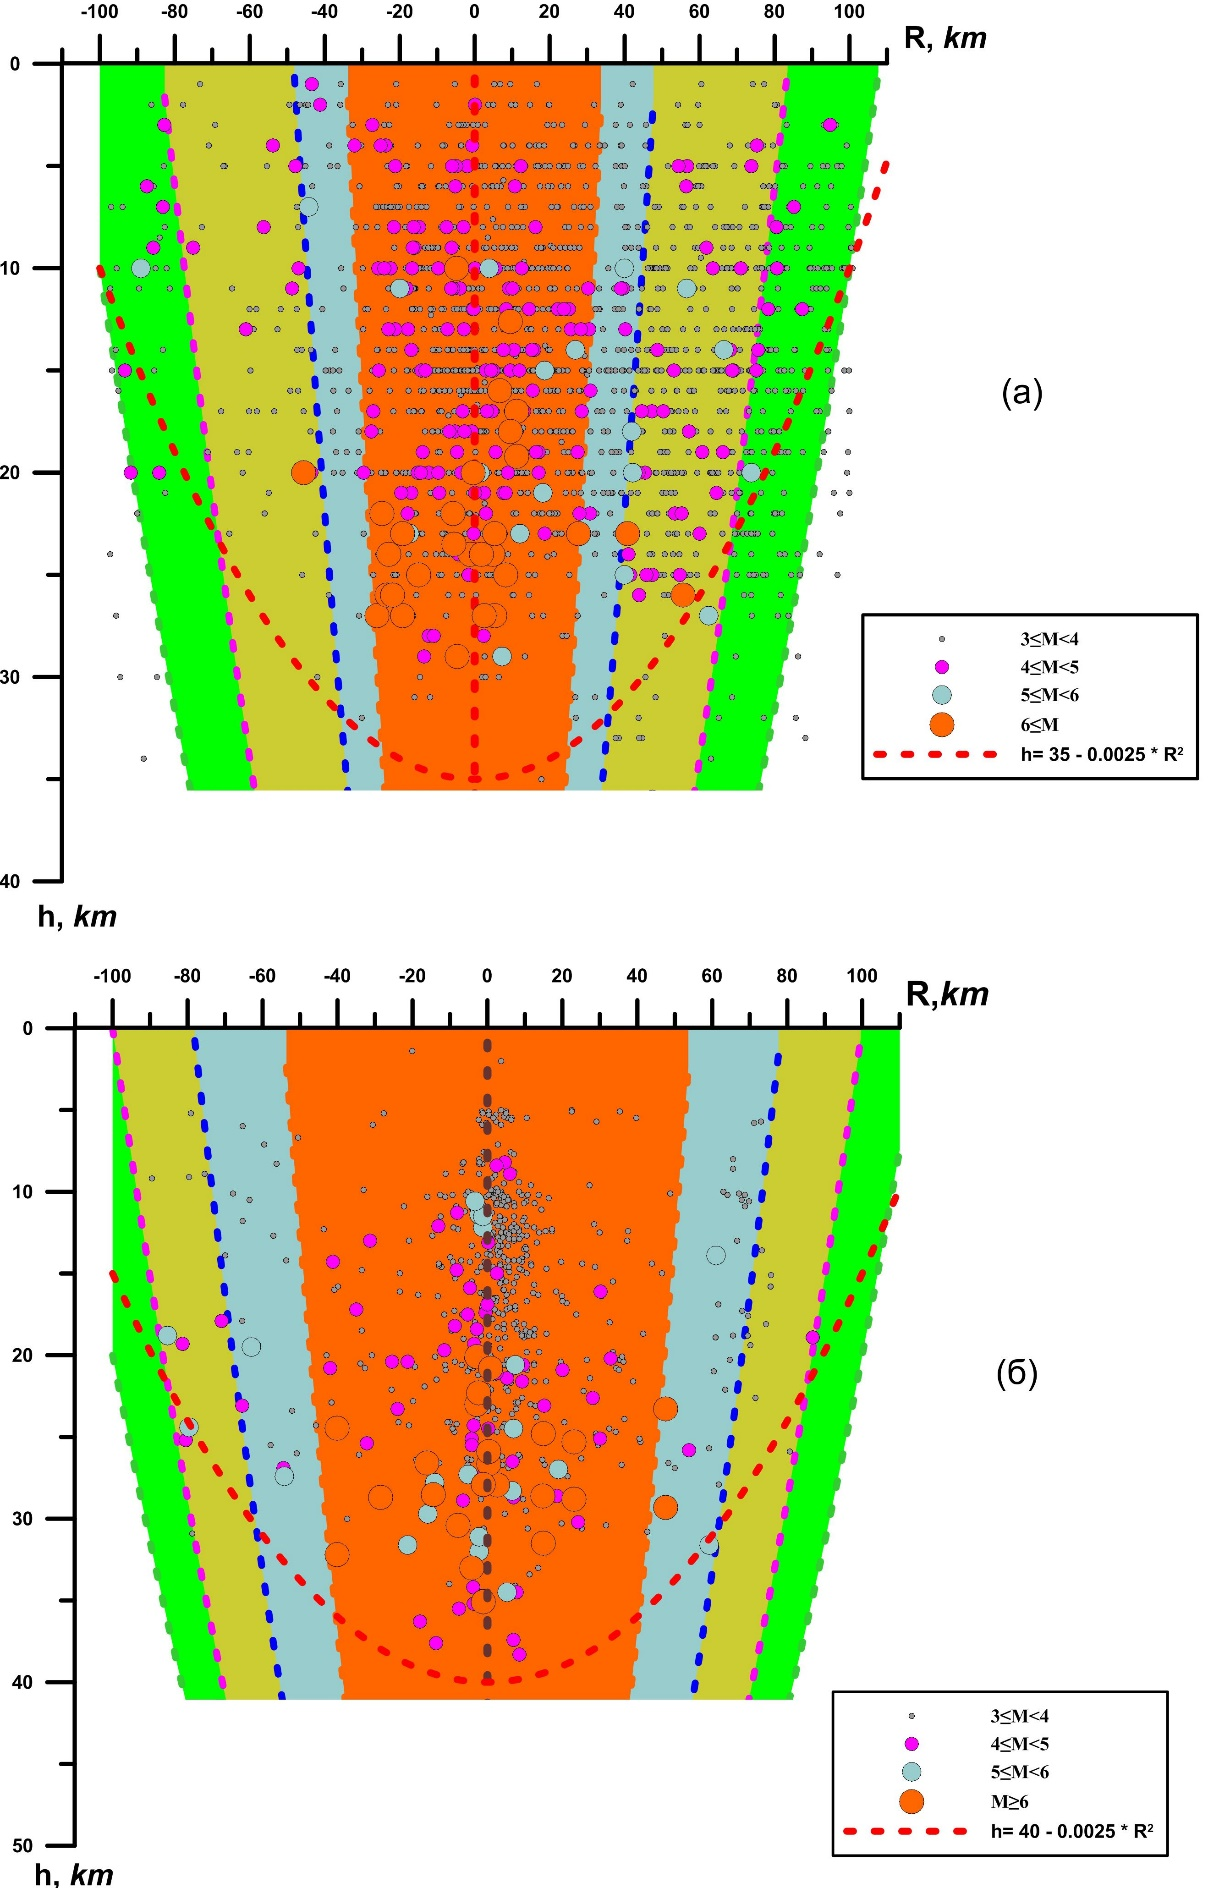 -100 -80 -60 -40 -20 0 20 40 60 80 100
R, km
0
10
20
30
40
h, km
(а)
3≤M<4
4≤M<5
5≤M<6
6≤M
h= 35 - 0.0025 * R²
-100 -80 -60 -40 -20 0 20 40 60 80 100
R,km
0
10
20
30
40
50
h, km
(б)
3≤M<4
4≤M<5
5≤M<6
M≥6
h= 40 - 0.0025 * R²